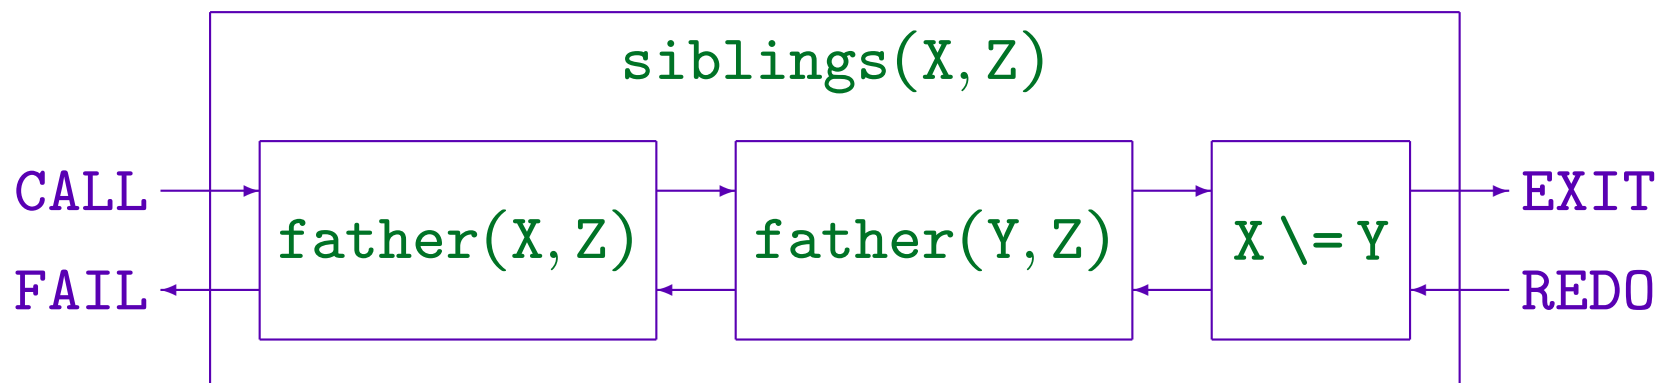 siblings(X, Z)
CALL
father(X, Z)
father(Y, Z)
X \= Y
EXIT
FAIL
REDO